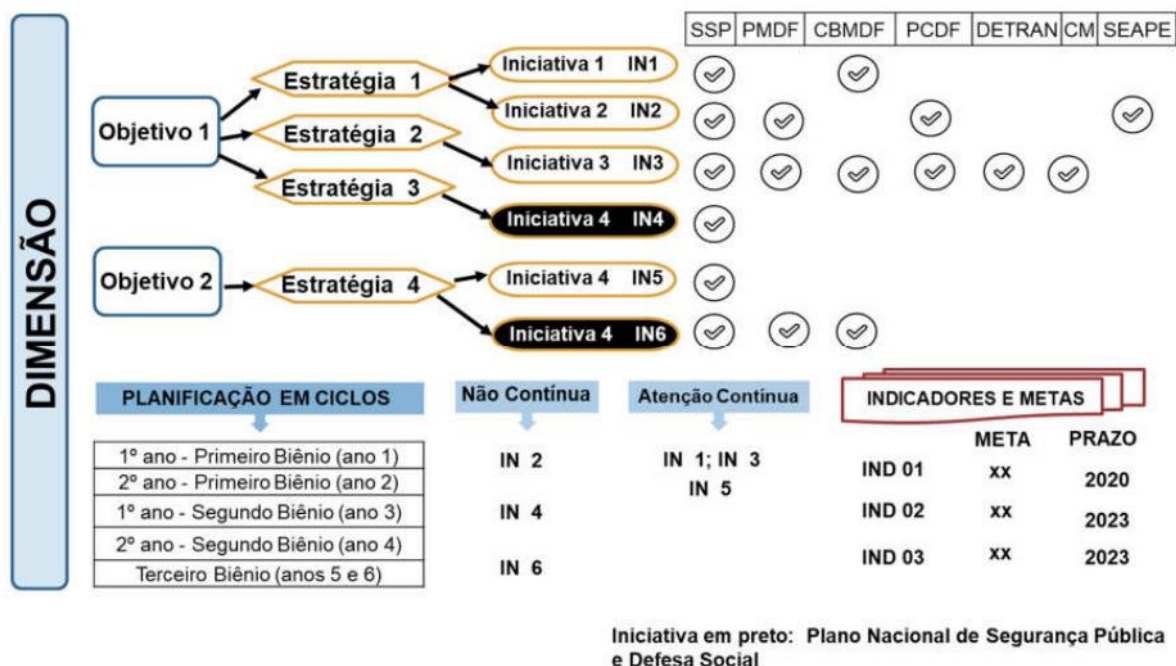 DIMENSÃO
SSP PMDF CBMDF PCDF DETRAN CM SEAPE
Objetivo 1
Estratégia 1
Estratégia 2
Estratégia 3
Iniciativa 1 IN1
Iniciativa 2 IN2
Iniciativa 3 IN3
Iniciativa 4 IN4
Objetivo 2
Estratégia 4
Iniciativa 4 IN5
Iniciativa 4 IN6
PLANIFICAÇÃO EM CICLOS
1º ano - Primeiro Biênio (ano 1)
2º ano - Primeiro Biênio (ano 2)
1º ano - Segundo Biênio (ano 3)
2º ano - Segundo Biênio (ano 4)
Terceiro Biênio (anos 5 e 6)
Não Contínua
IN 2
IN 4
IN 6
Atenção Contínua
IN 1; IN 3
IN 5
INDICADORES E METAS
META PRAZO
IND 01 xx 2020
IND 02 xx 2023
IND 03 xx 2023
Iniciativa em preto: Plano Nacional de Segurança Pública
e Defesa Social